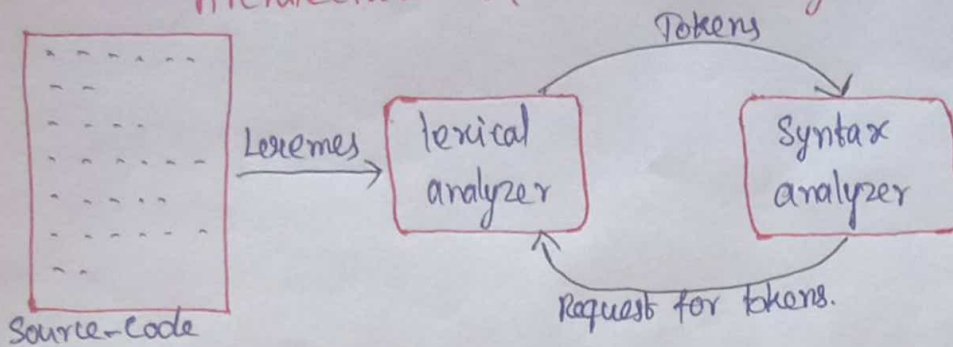 Tokens
Lexemes
lexical
analyzer
Syntax
analyzer
Request for tokens.
Source-Code